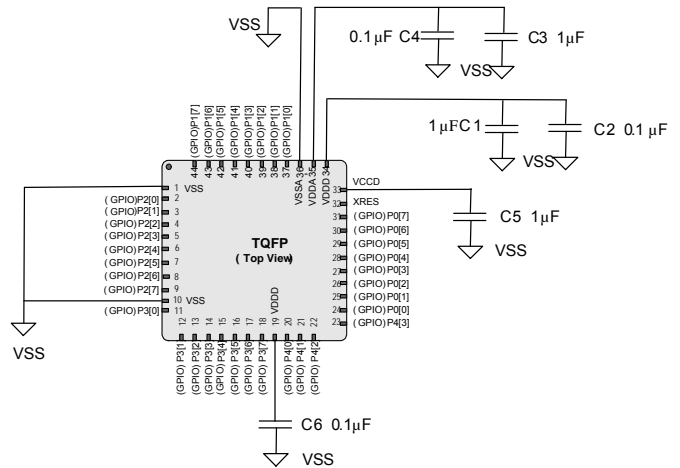 VSS
0.1 µF C4
C3 1µF
VSS
1 µF C1
C2 0.1 µF
VSS
(GPIO)P1[7]
(GPIO)P1[6]
(GPIO)P1[5]
(GPIO)P1[4]
(GPIO)P1[3]
(GPIO)P1[2]
(GPIO)P1[1]
(GPIO)P1[0]
44
43
42
41
40
39
38
37
VSSA 36
VDDA 35
VDDD 34
1 VSS
(GPIO)P2[0] 2
(GPIO)P2[1] 3
(GPIO)P2[2] 4
(GPIO)P2[3] 5
(GPIO)P2[4] 6
(GPIO)P2[5] 7
(GPIO)P2[6] 8
(GPIO)P2[7] 9
10 VSS
(GPIO)P3[0] 11
TQFP
( Top View)
33 VCCD
32 XRES
31 (GPIO)P0[7]
30 (GPIO)P0[6]
29 (GPIO)P0[5]
28 (GPIO)P0[4]
27 (GPIO)P0[3]
26 (GPIO)P0[2]
25 (GPIO)P0[1]
24 (GPIO)P0[0]
23 (GPIO)P4[3]
C5 1µF
VSS
VSS
VDDD
12
13
14
15
16
17
18
19
20
21
22
(GPIO) P3[1]
(GPIO) P3[2]
(GPIO) P3[3]
(GPIO) P3[4]
(GPIO) P3[5]
(GPIO) P3[6]
(GPIO) P3[7]
(GPIO) P4[0]
(GPIO) P4[1]
(GPIO) P4[2]
C6 0.1µF
VSS